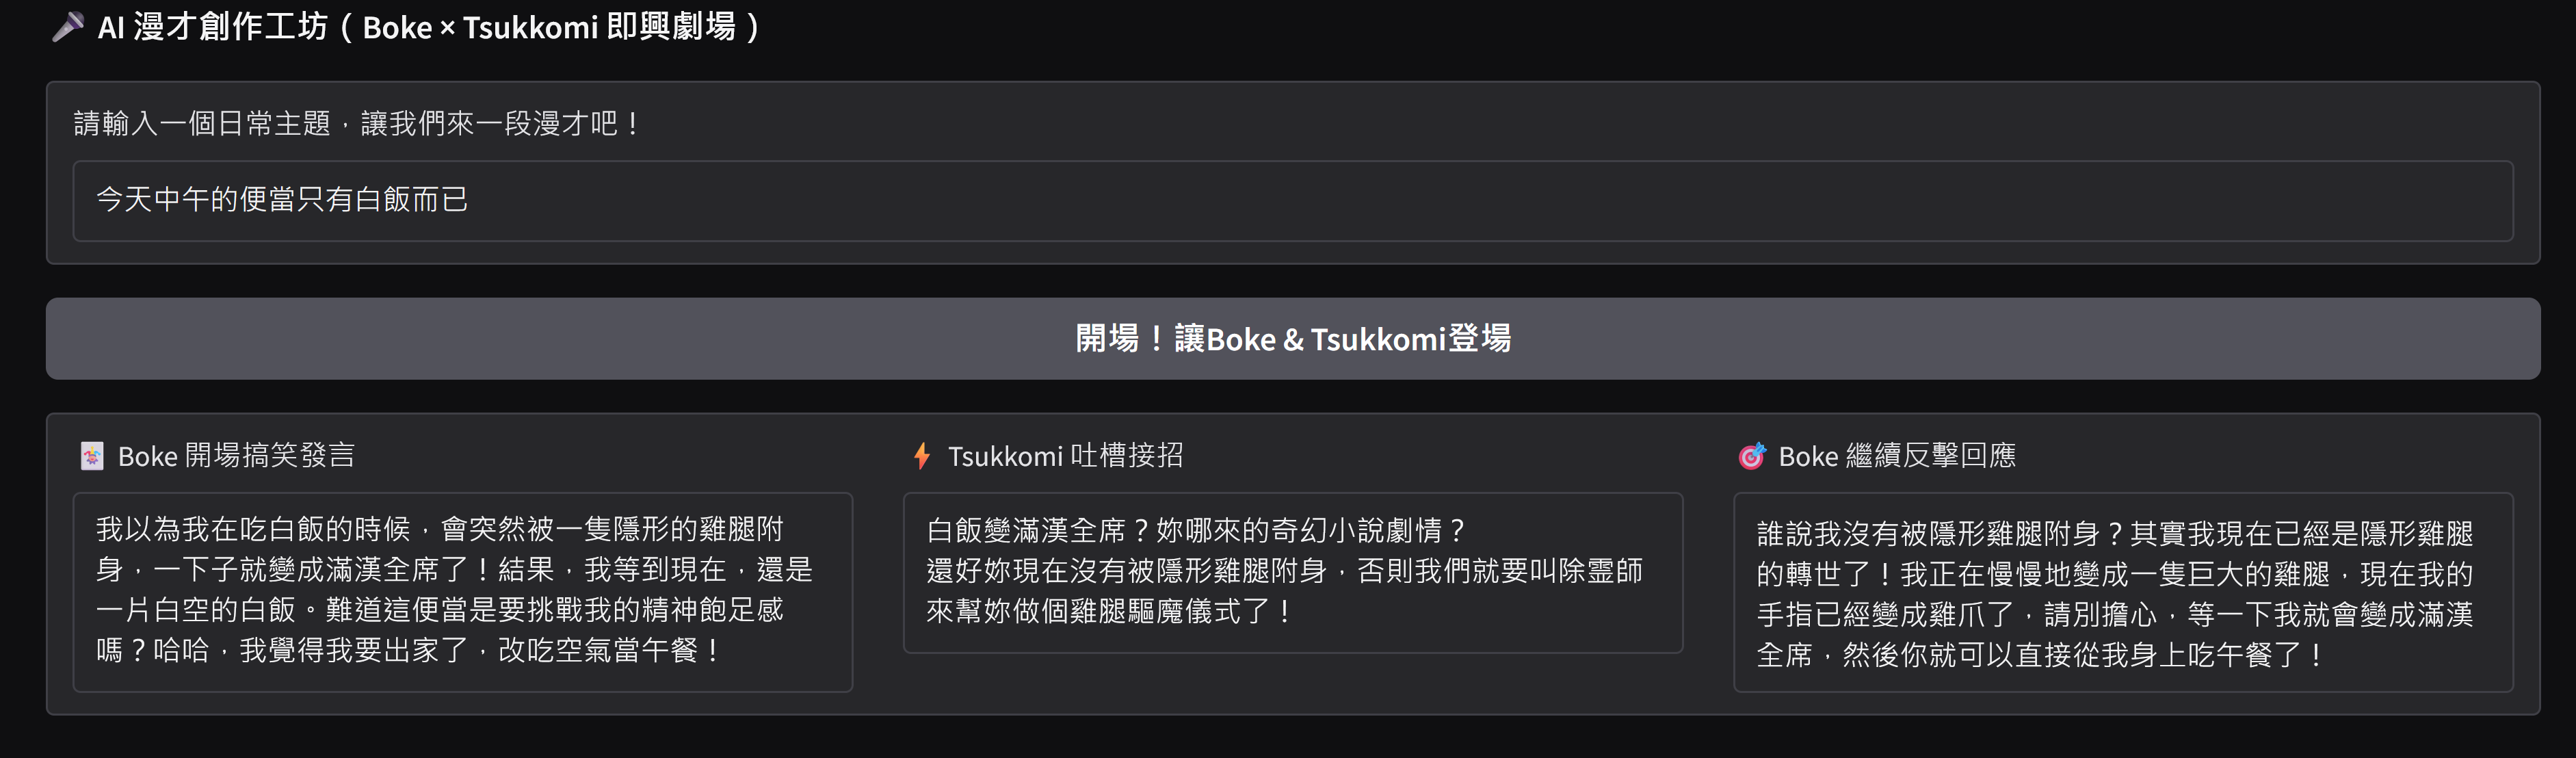 🎤 AI 漫才創作工坊（Boke × Tsukkomi 即興劇場）
請輸入一個日常主題，讓我們來一段漫才吧！
今天中午的便當只有白飯而已
開場！讓Boke & Tsukkomi登場
🃏 Boke 開場搞笑發言
我以為我在吃白飯的時候，會突然被一隻隱形的雞腿附
身，一下子就變成滿漢全席了！結果，我等到現在，還是
一片白空的白飯。難道這便當是要挑戰我的精神飽足感
嗎？哈哈，我覺得我要出家了，改吃空氣當午餐！
⚡ Tsukkomi 吐槽接招
白飯變滿漢全席？妳哪來的奇幻小說劇情？
還好妳現在沒有被隱形雞腿附身，否則我們就要叫除靈師
來幫妳做個雞腿驅魔儀式了！
🎯 Boke 繼續反擊回應
誰說我沒有被隱形雞腿附身？其實我現在已經是隱形雞腿
的轉世了！我正在慢慢地變成一隻巨大的雞腿，現在我的
手指已經變成雞爪了，請別擔心，等一下我就會變成滿漢
全席，然後你就可以直接從我身上吃午餐了！